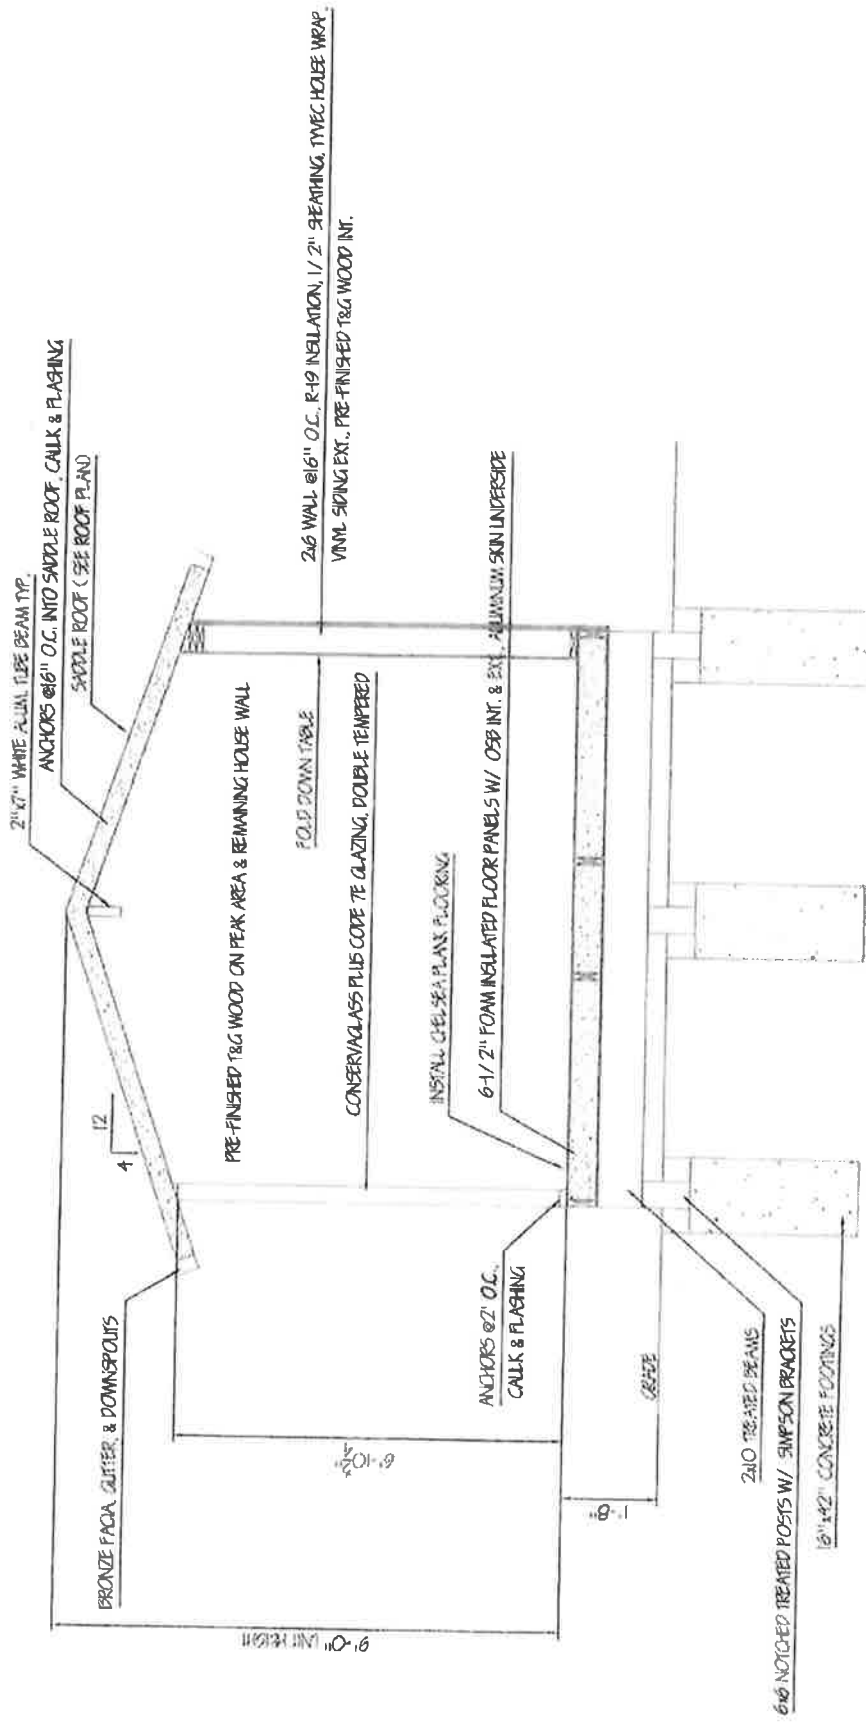 2"x7" WHITE ALUM. TUBE BEAM TYP.
ANCHORS @16" O.C. INTO SADDLE ROOF, CAULK & FLASHING
SADDLE ROOF ( SEE ROOF PLAN)
12
4
BRONZE FACIA, GUTTER, & DOWNSPOUTS
PRE-FINISHED T&G WOOD ON PEAK AREA & REMAINING HOUSE WALL
FOLD DOWN TABLE
2x6 WALL @16" O.C., R-19 INSULATION, 1/2" SHEATHING, TYVEC HOUSE WRAP,
VINYL SIDING EXT., PRE-FINISHED T&G WOOD INT.
CONSERVAGLASS PLUS CODE 7E GLAZING, DOUBLE TEMPERED
INSTALL CHELSEA PLANK FLOORING
6-1/2" FOAM INSULATED FLOOR PANELS W/ OSB INT. & EXT., ALUMINUM SKIN UNDERSIDE
9'-0" UNIT HEIGHT
1'-8"
ANCHORS @2' O.C.,
CAULK & FLASHING
GRADE
2x10 TREATED BEAMS
6x6 NOTCHED TREATED POSTS W/ SIMPSON BRACKETS
16"x42" CONCRETE FOOTINGS